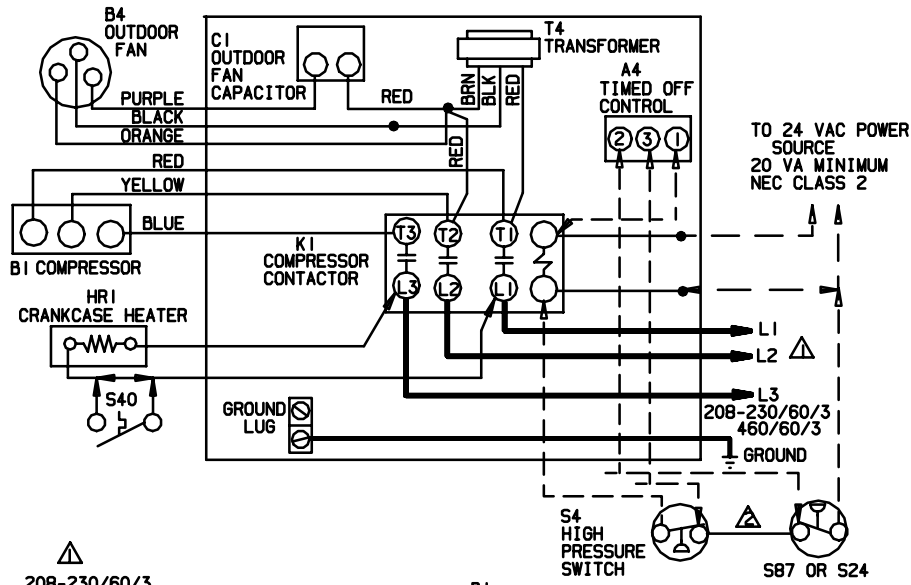 B4
OUTDOOR
FAN
C1
OUTDOOR
FAN
CAPACITOR
T4
TRANSFORMER
A4
TIMED OFF
CONTROL
2 3 1
BRN
BLK
RED
RED
RED
PURPLE
BLACK
ORANGE
RED
YELLOW
BLUE
TO 24 VAC POWER
SOURCE
20 VA MINIMUM
NEC CLASS 2
B1 COMPRESSOR
K1
COMPRESSOR
CONTACTOR
T3 T2 T1
L3 L2 L1
HR1
CRANKCASE HEATER
S40
L1
L2
1
L3
208-230/60/3
460/60/3
GROUND
LUG
GROUND
S4
HIGH
PRESSURE
SWITCH
2
S87 OR S24
1
208-230/60/3